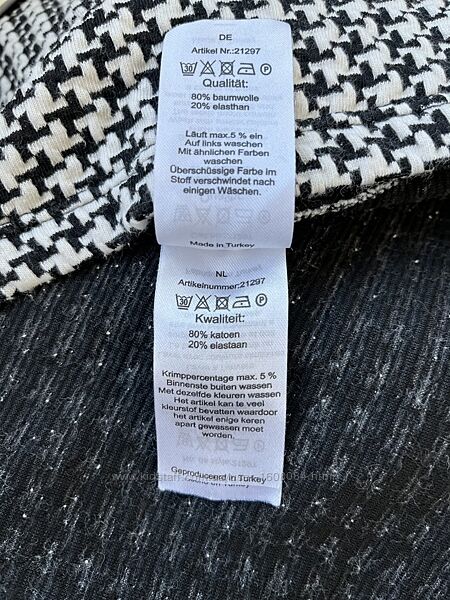 DE
Artikel Nr.:21297
30 P
Qualität:
80% baumwolle
20% elasthan
Läuft max.5 % ein
Auf links waschen
Mit ähnlichen Farben
waschen
Überschüssige Farbe im
Stoff verschwindet nach
einigen Wäschen.
Made in Turkey
NL
Artikelnummer:21297
30 P
Kwaliteit:
80% katoen
20% elastaan
Krimppercentage max. 5 %
Binnenste buiten wassen
Met dezelfde kleuren wassen
Het artikel kan te veel
kleurstof bevatten waardoor
het artikel enige keren
apart gewassen moet
worden.
Geproduceerd in Turkey